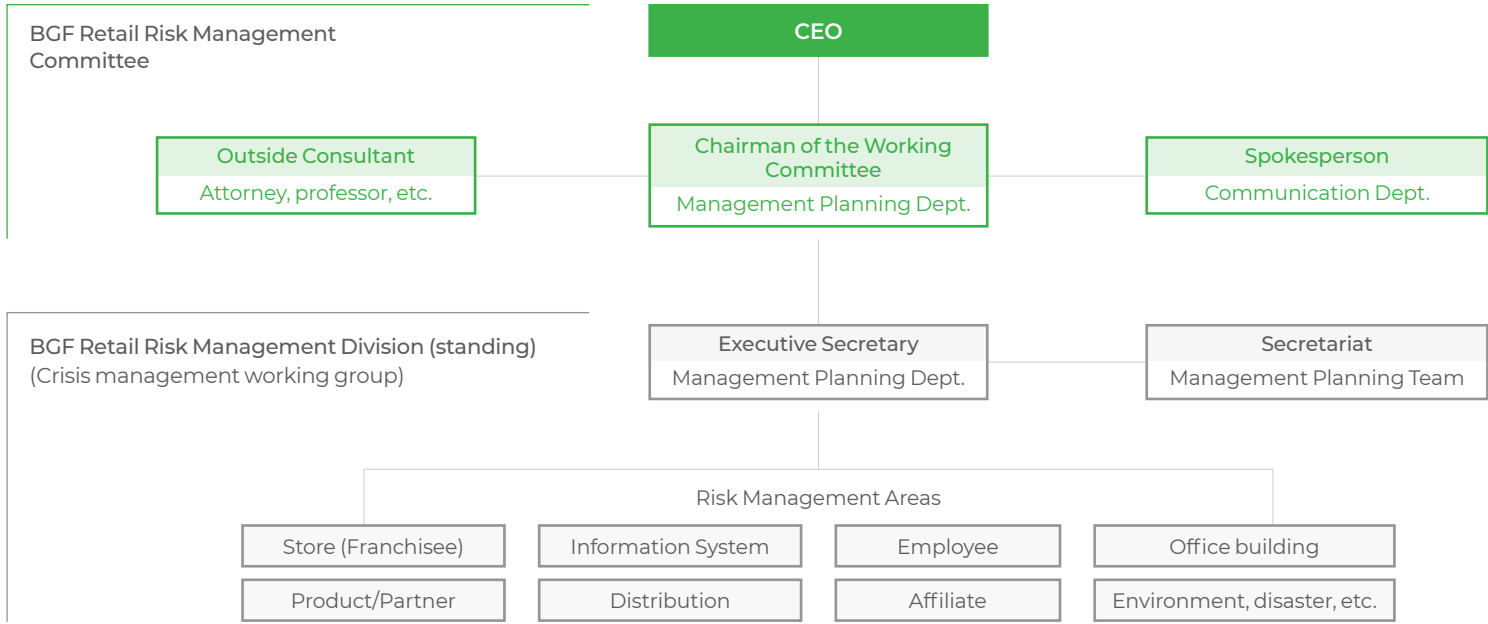 BGF Retail Risk Management
Committee
CEO
Outside Consultant
Attorney, professor, etc.
Chairman of the Working
Committee
Management Planning Dept.
Spokesperson
Communication Dept.
BGF Retail Risk Management Division (standing)
(Crisis management working group)
Executive Secretary
Management Planning Dept.
Secretariat
Management Planning Team
Risk Management Areas
Store (Franchisee)
Information System
Employee
Office building
Product/Partner
Distribution
Affiliate
Environment, disaster, etc.